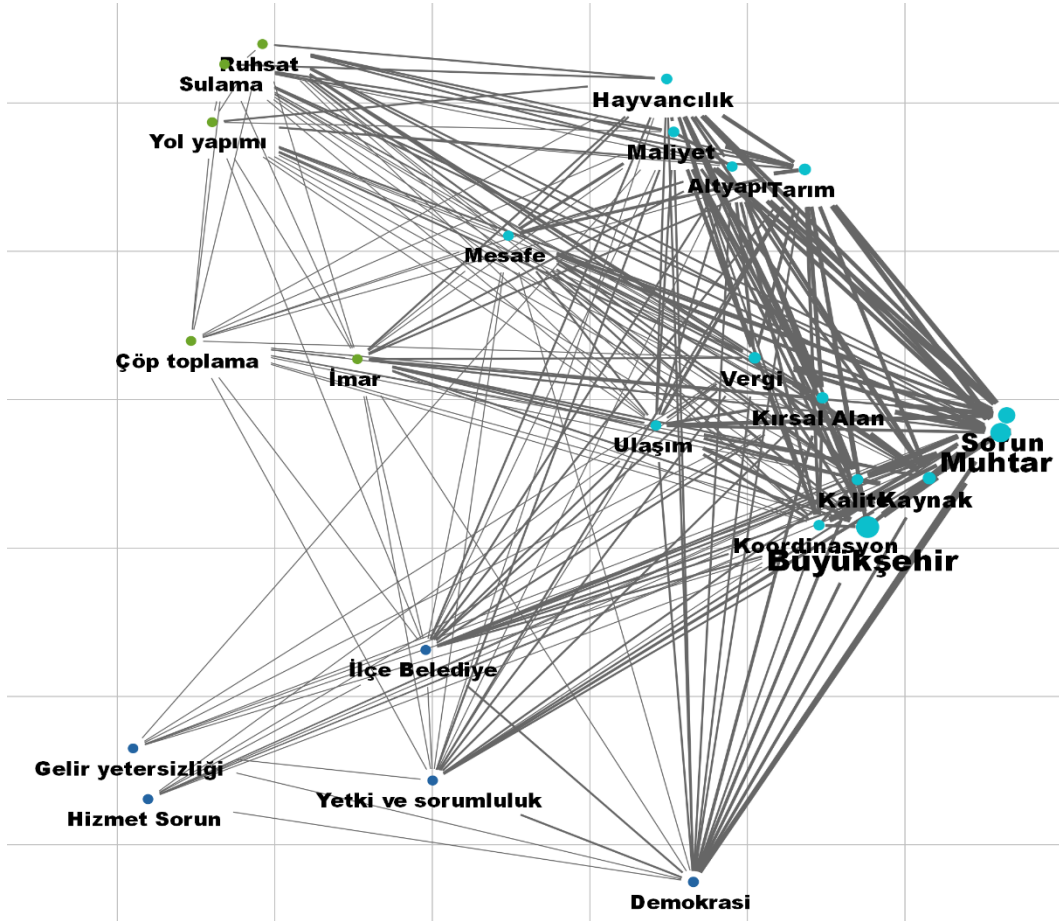 Ruhsat
Sulama
Hayvancılık
Yol yapımı
Maliyet
Altyapı
Tarım
Mesafe
Çöp toplama
İmar
Vergi
Kırsal Alan
Ulaşım
Sorun
Muhtar
Kalite
Kaynak
Koordinasyon
Büyükşehir
İlçe Belediye
Gelir yetersizliği
Yetki ve sorumluluk
Hizmet Sorun
Demokrasi